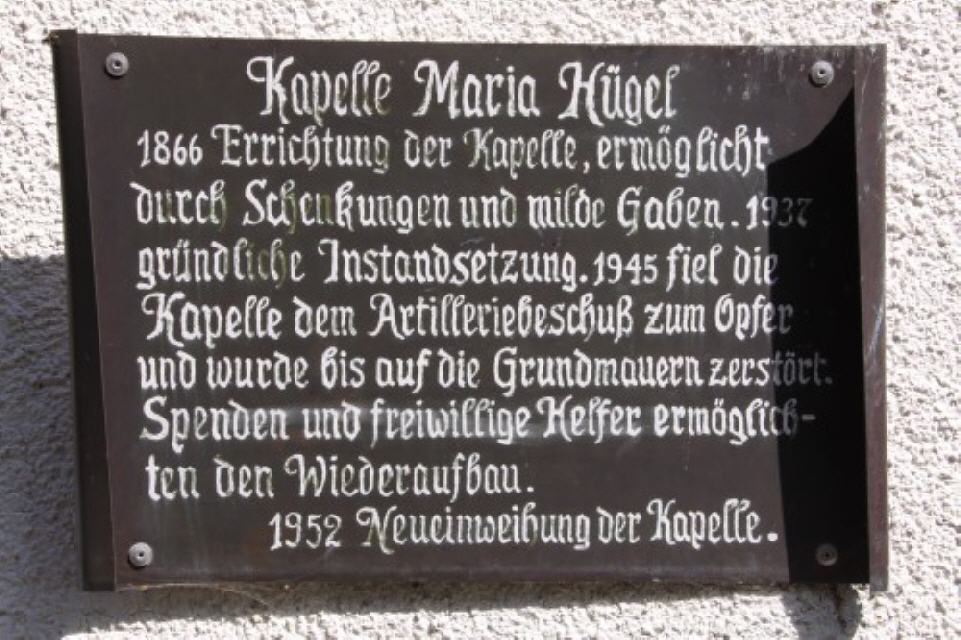 Kapelle Maria Hügel
1866 Errichtung der Kapelle, ermöglicht
durch Schenkungen und milde Gaben. 1937
gründliche Instandsetzung. 1945 fiel die
Kapelle dem Artilleriebeschuß zum Opfer
und wurde bis auf die Grundmauern zerstört.
Spenden und freiwillige Helfer ermöglich-
ten den Wiederaufbau.
1952 Neueinweihung der Kapelle.